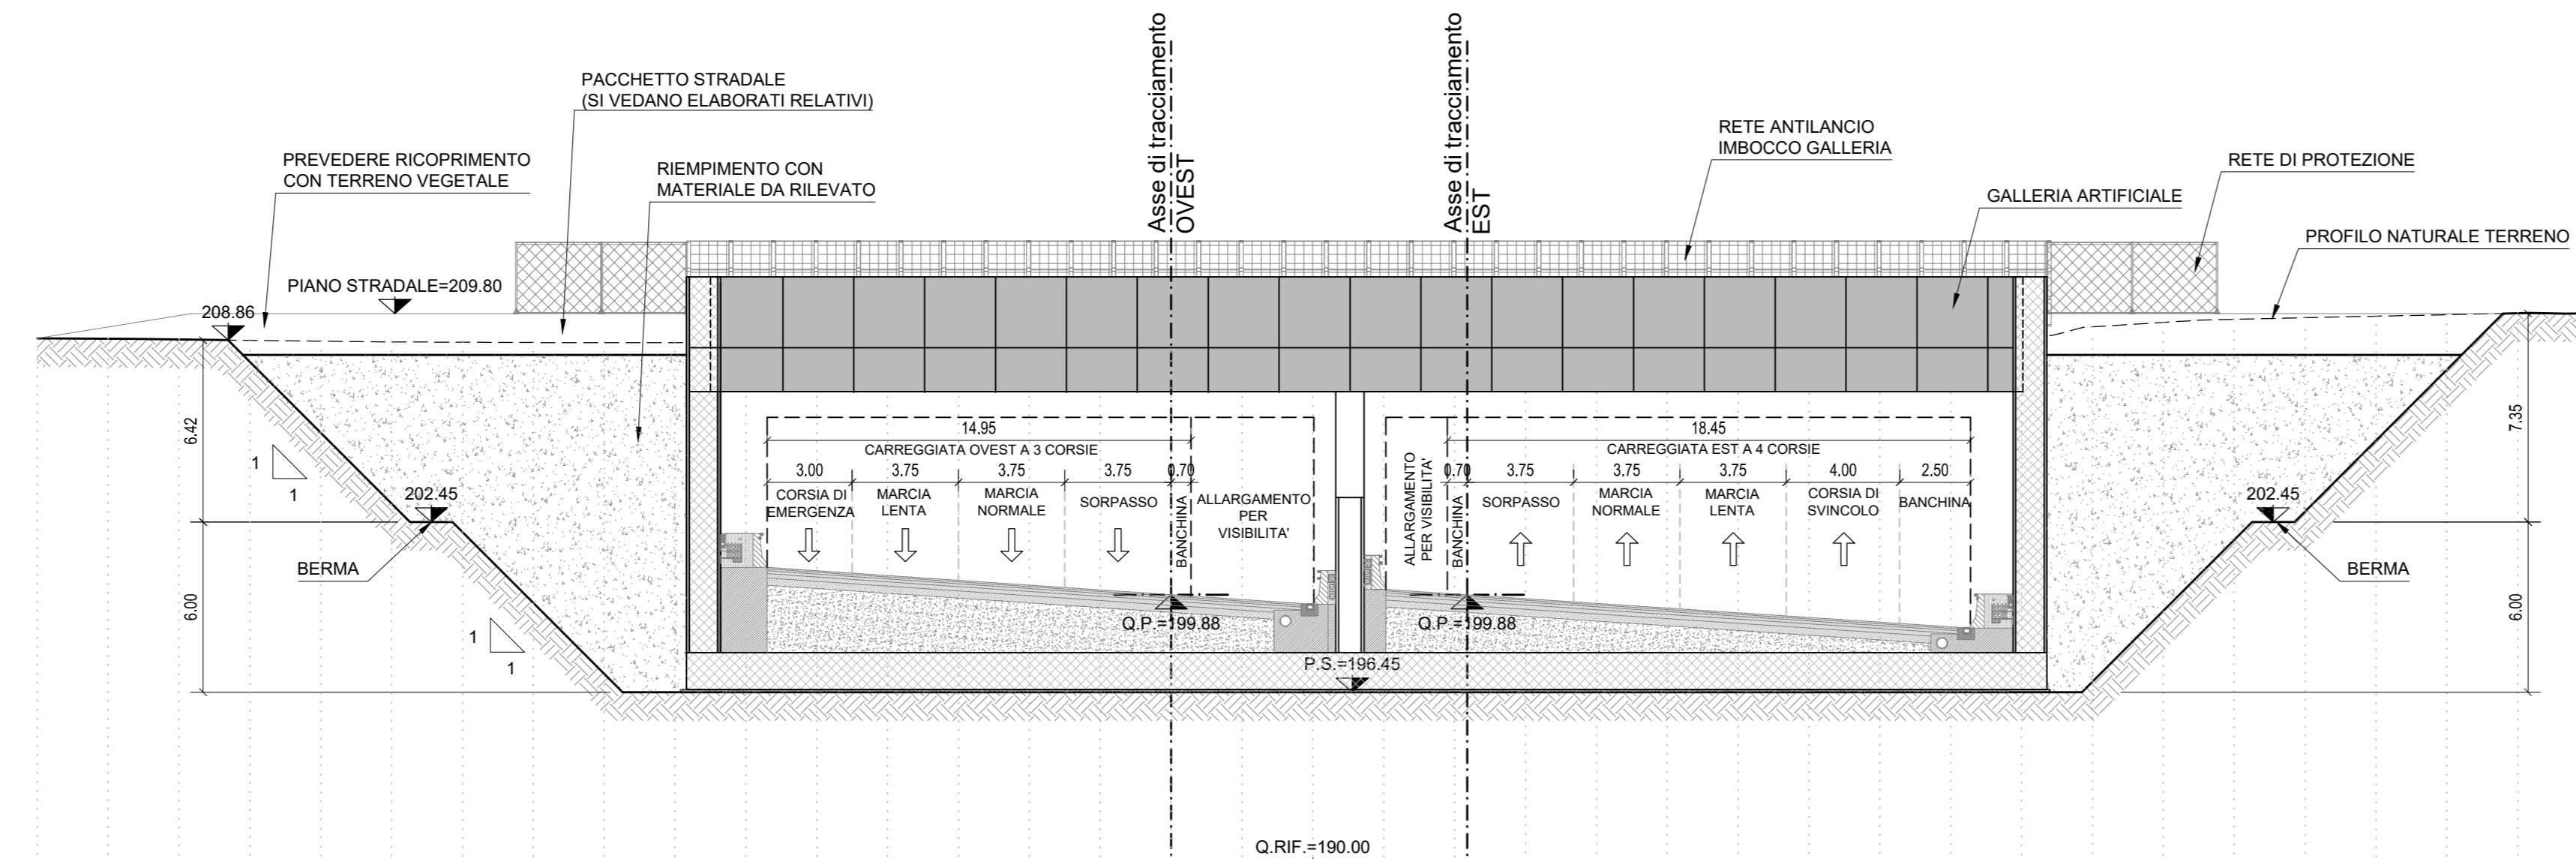 Asse di tracciamento
OVEST
Asse di tracciamento
EST
PACCHETTO STRADALE
(SI VEDANO ELABORATI RELATIVI)
PREVEDERE RICOPRIMENTO
CON TERRENO VEGETALE
RIEMPIMENTO CON
MATERIALE DA RILEVATO
RETE ANTILANCIO
IMBOCCO GALLERIA
RETE DI PROTEZIONE
GALLERIA ARTIFICIALE
PROFILO NATURALE TERRENO
PIANO STRADALE=209.80
208.86
6.42
1
1
202.45
BERMA
6.00
1
1
14.95
CARREGGIATA OVEST A 3 CORSIE
3.00
3.75
3.75
3.75
0.70
CORSIA DI
EMERGENZA
MARCIA
LENTA
MARCIA
NORMALE
SORPASSO
BANCHINA
ALLARGAMENTO
PER
VISIBILITA'
18.45
CARREGGIATA EST A 4 CORSIE
0.70
3.75
3.75
3.75
4.00
2.50
ALLARGAMENTO
PER VISIBILITA'
BANCHINA
SORPASSO
MARCIA
NORMALE
MARCIA
LENTA
CORSIA DI
SVINCOLO
BANCHINA
7.35
202.45
BERMA
6.00
Q.P.=199.88
Q.P.=199.88
P.S.=196.45
Q.RIF.=190.00